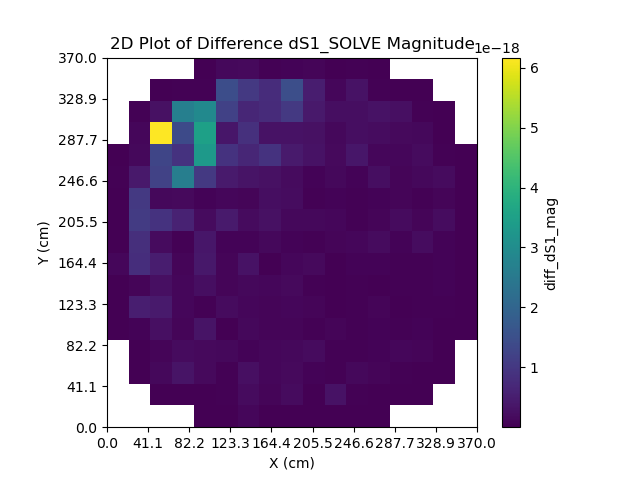 2D Plot of Difference dS1_SOLVE Magnitude
1e−18
370.0
328.9
287.7
246.6
205.5
164.4
123.3
82.2
41.1
0.0
Y (cm)
0.0 41.1 82.2 123.3 164.4 205.5 246.6 287.7 328.9 370.0
X (cm)
6
5
4
3
2
1
diff_dS1_mag